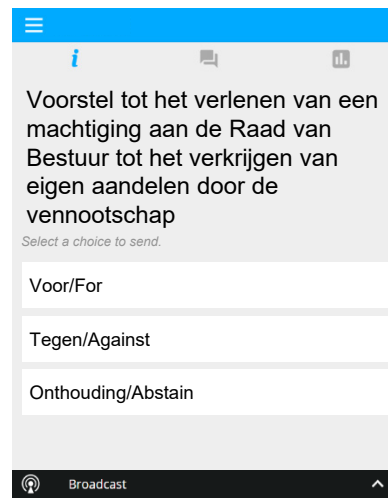 Voorstel tot het verlenen van een
machtiging aan de Raad van
Bestuur tot het verkrijgen van
eigen aandelen door de
vennootschap
Select a choice to send.
Voor/For
Tegen/Against
Onthouding/Abstain
Broadcast